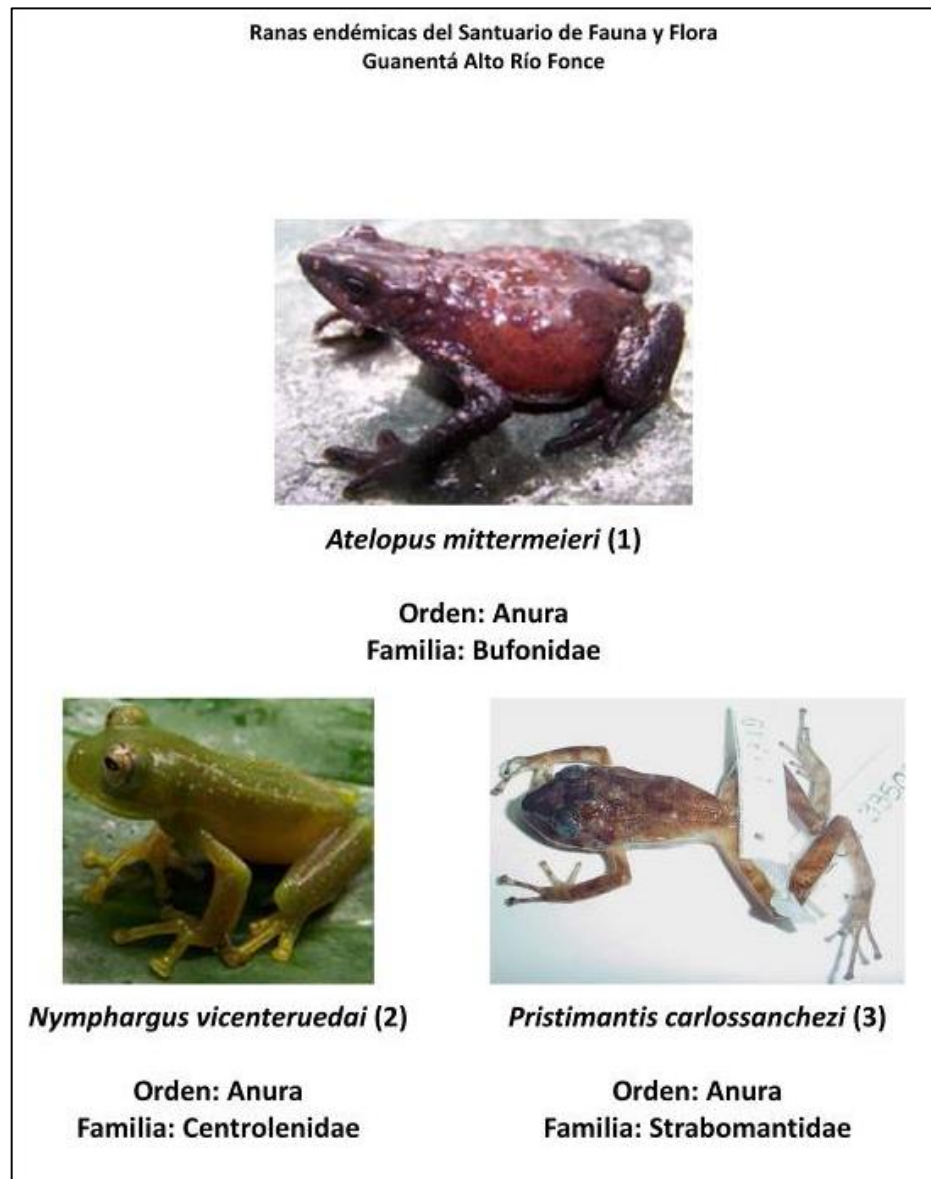 Ranas endémicas del Santuario de Fauna y Flora
Guanentá Alto Río Fonce
Atelopus mittermeieri (1)
Orden: Anura
Familia: Bufonidae
Nymphargus vicenteruedai (2)
Orden: Anura
Familia: Centrolenidae
Pristimantis carlossanchezi (3)
Orden: Anura
Familia: Strabomantidae